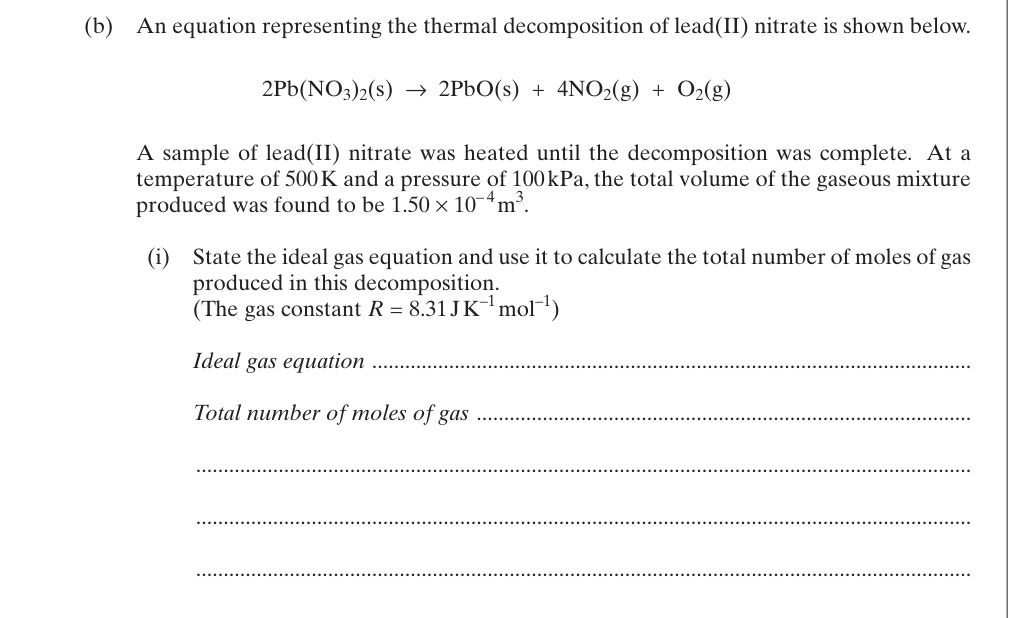 (b) An equation representing the thermal decomposition of lead(II) nitrate is shown below.
2Pb(NO₃)₂(s) → 2PbO(s) + 4NO₂(g) + O₂(g)
A sample of lead(II) nitrate was heated until the decomposition was complete. At a
temperature of 500 K and a pressure of 100 kPa, the total volume of the gaseous mixture
produced was found to be 1.50 × 10⁻⁴ m³.
(i) State the ideal gas equation and use it to calculate the total number of moles of gas
produced in this decomposition.
(The gas constant R = 8.31 J K⁻¹ mol⁻¹)
Ideal gas equation ....................................................................................................
Total number of moles of gas ....................................................................................................